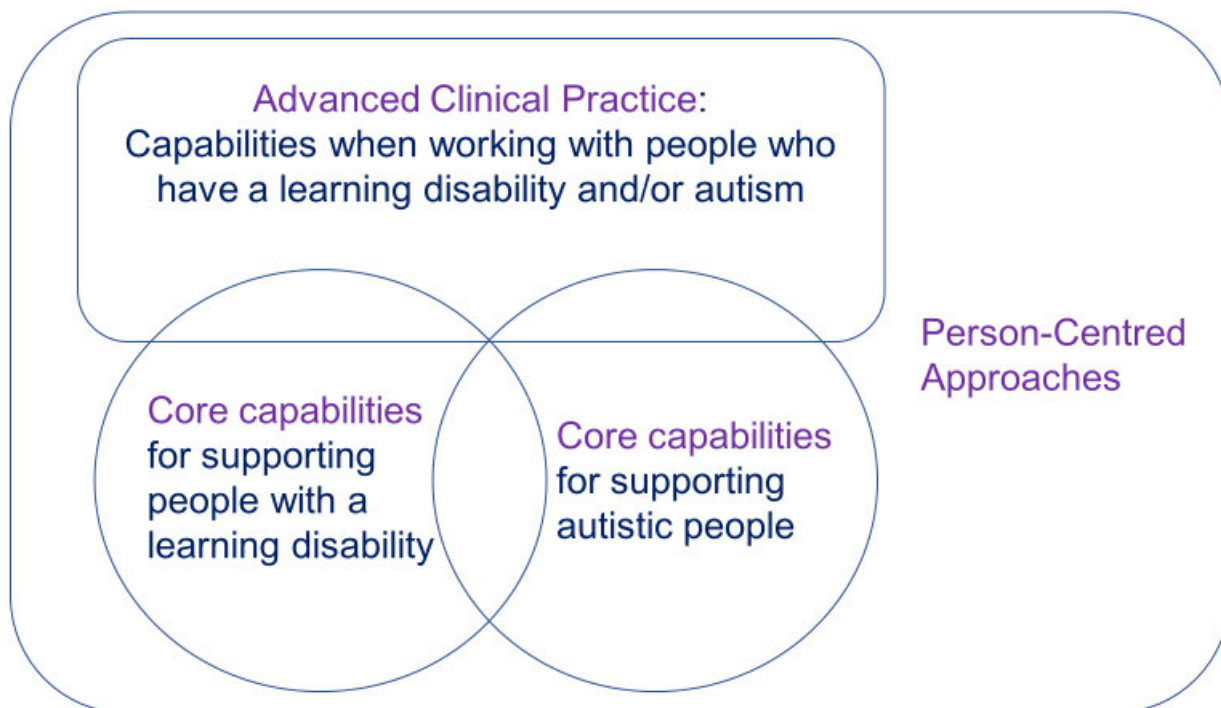 Advanced Clinical Practice:
Capabilities when working with people who
have a learning disability and/or autism
Person-Centred
Approaches
Core capabilities
for supporting
people with a
learning disability
Core capabilities
for supporting
autistic people